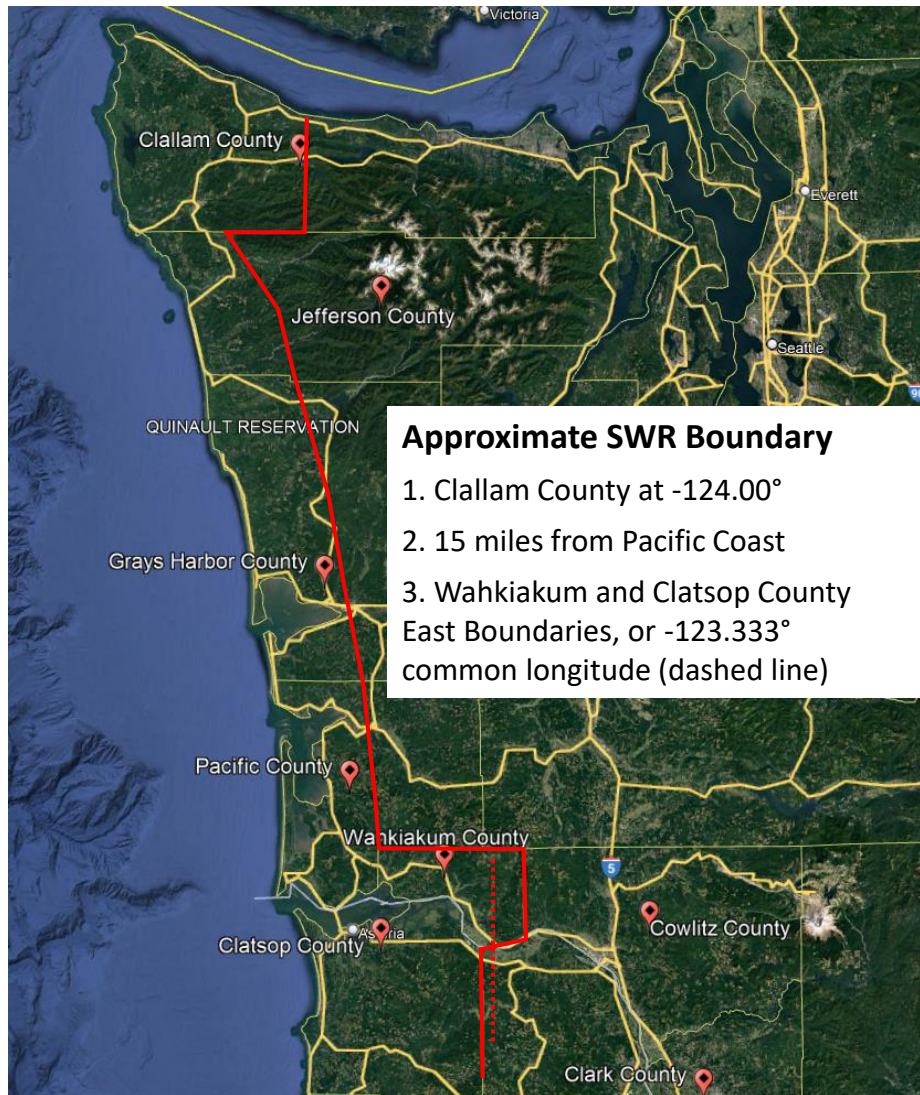 Victoria
Clallam County
Everett
Jefferson County
Seattle
90
QUINAULT RESERVATION
Approximate SWR Boundary
1. Clallam County at -124.00°
2. 15 miles from Pacific Coast
3. Wahkiakum and Clatsop County
East Boundaries, or -123.333°
common longitude (dashed line)
Grays Harbor County
Pacific County
Wahkiakum County
5
Cowlitz County
Astoria
Clatsop County
Clark County